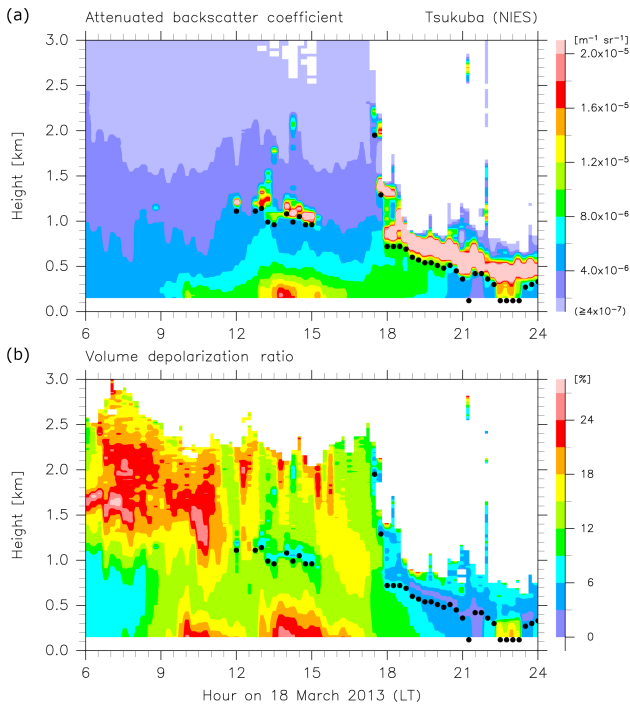 (a) Attenuated backscatter coefficient Tsukuba (NIES)
[m⁻¹ sr⁻¹]
3.0
2.5
2.0
1.5
1.0
0.5
0.0
Height [km]
6 9 12 15 18 21 24
2.0×10⁻⁵
1.6×10⁻⁵
1.2×10⁻⁵
8.0×10⁻⁶
4.0×10⁻⁶
(≧4x10⁻⁷)
(b) Volume depolarization ratio
[%]
3.0
2.5
2.0
1.5
1.0
0.5
0.0
Height [km]
6 9 12 15 18 21 24
Hour on 18 March 2013 (LT)
24
18
12
6
0